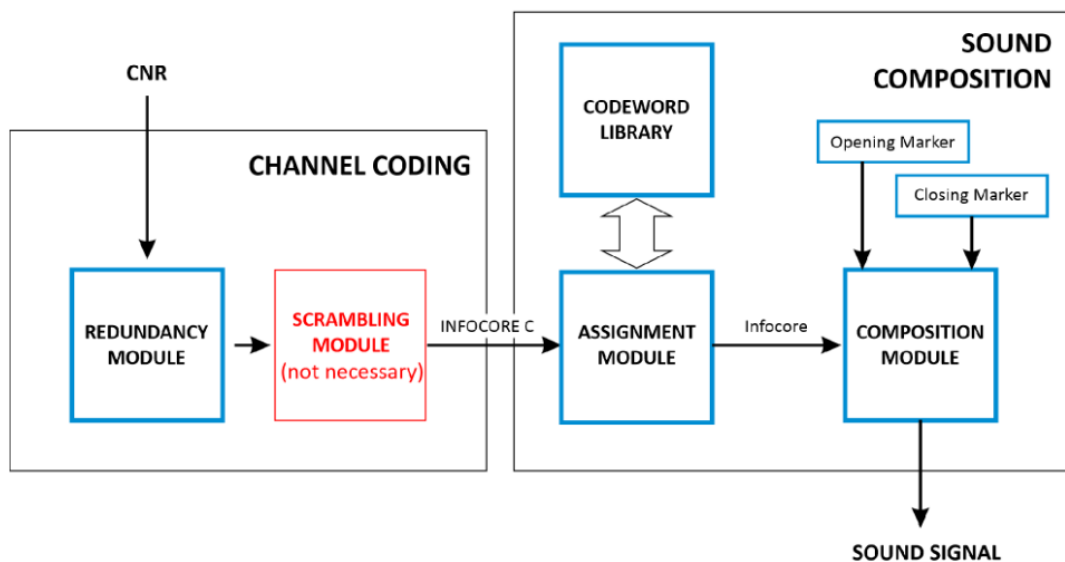 CNR
CHANNEL CODING
REDUNDANCY
MODULE
SCRAMBLING
MODULE
(not necessary)
INFOCORE C
SOUND
COMPOSITION
CODEWORD
LIBRARY
Opening Marker
Closing Marker
ASSIGNMENT
MODULE
Infocore
COMPOSITION
MODULE
SOUND SIGNAL